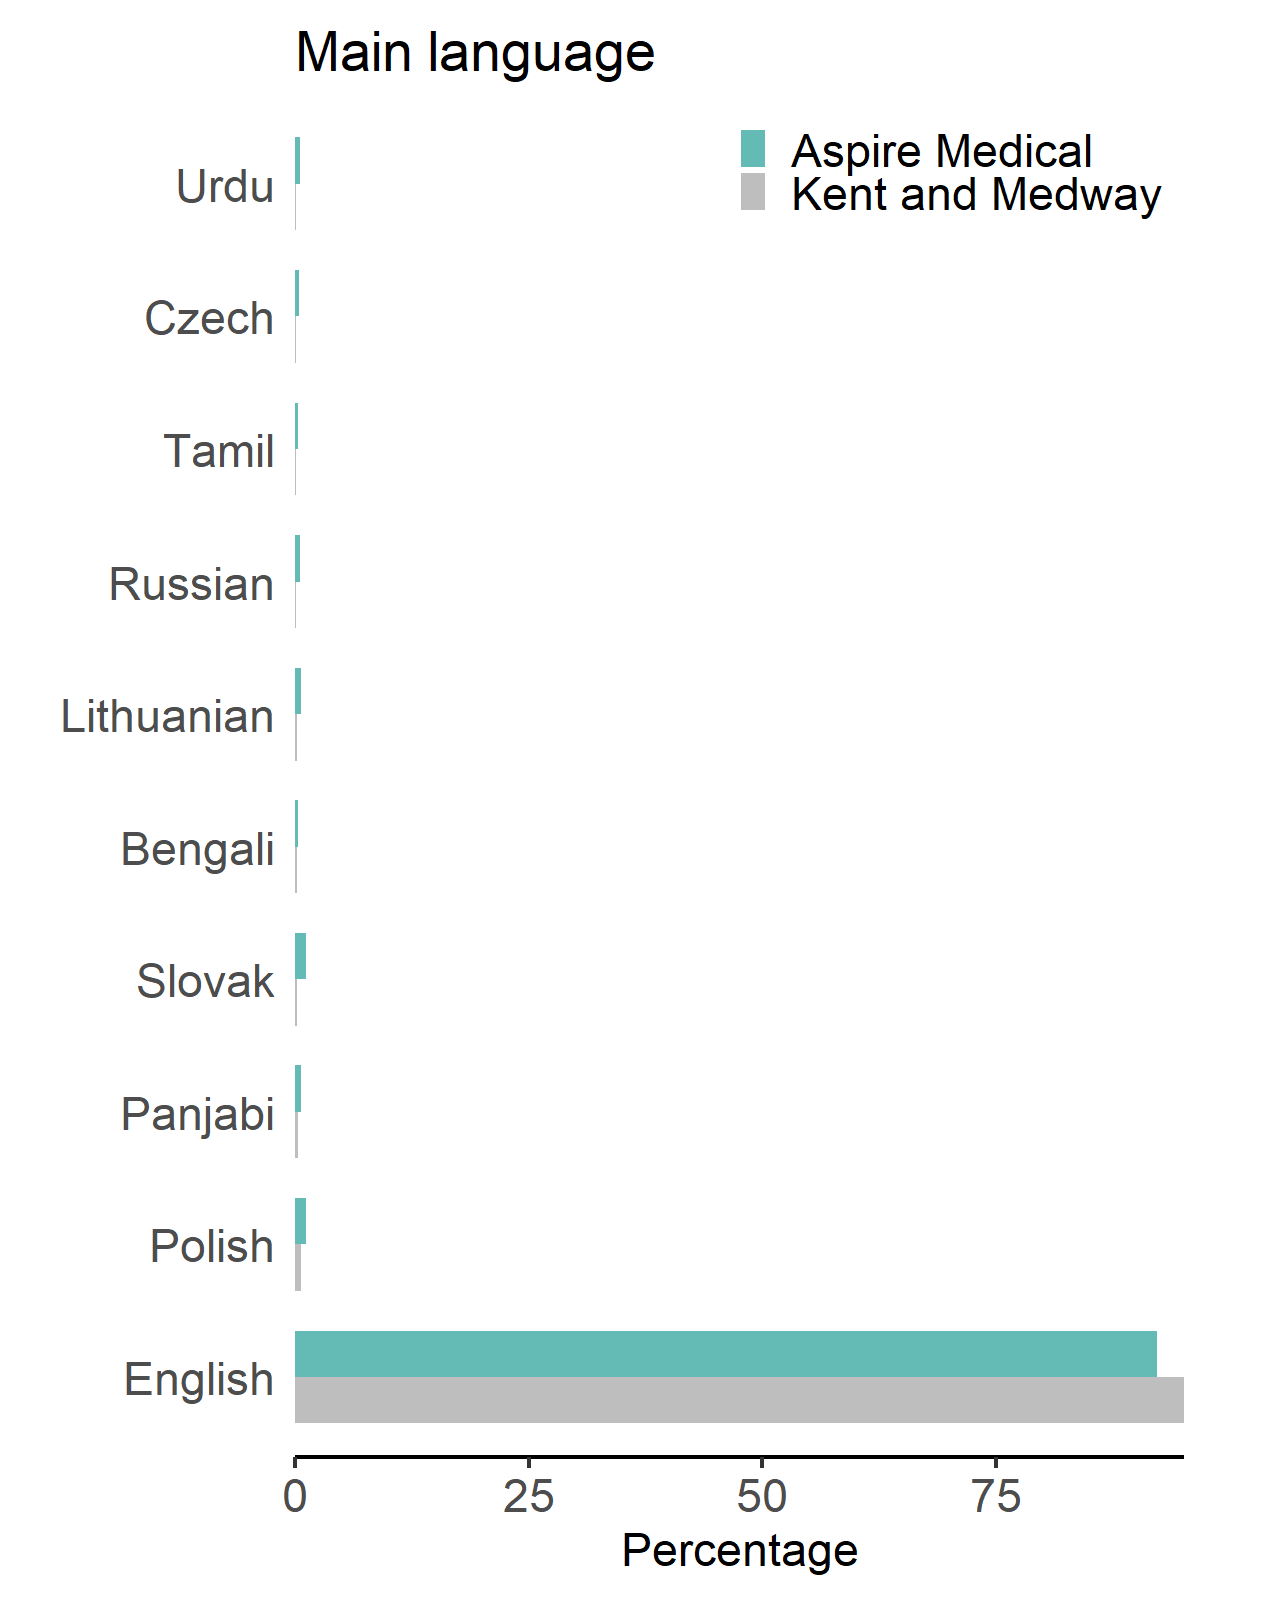 Main language
Aspire Medical
Kent and Medway
Urdu
Czech
Tamil
Russian
Lithuanian
Bengali
Slovak
Panjabi
Polish
English
0 25 50 75
Percentage